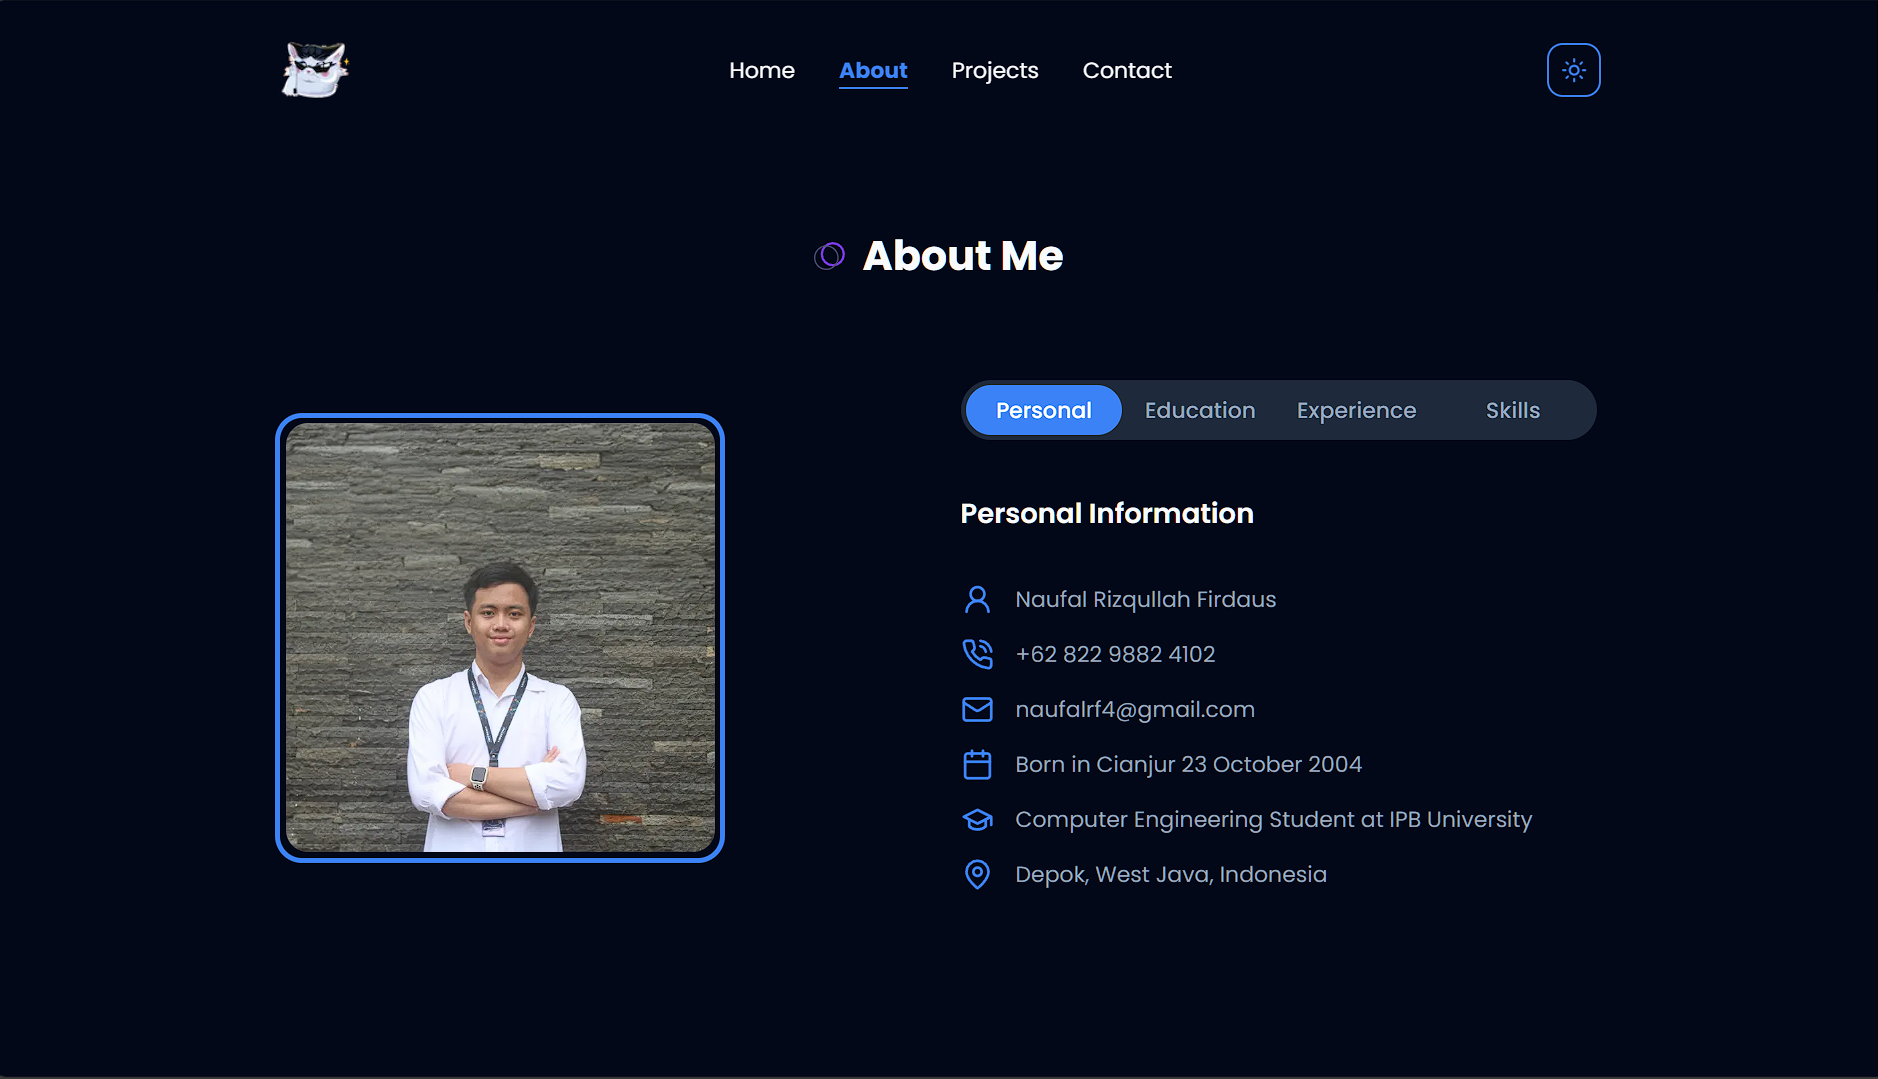 Home
About
Projects
Contact
About Me
Personal
Education
Experience
Skills
Personal Information
Naufal Rizqullah Firdaus
+62 822 9882 4102
naufalrf4@gmail.com
Born in Cianjur 23 October 2004
Computer Engineering Student at IPB University
Depok, West Java, Indonesia